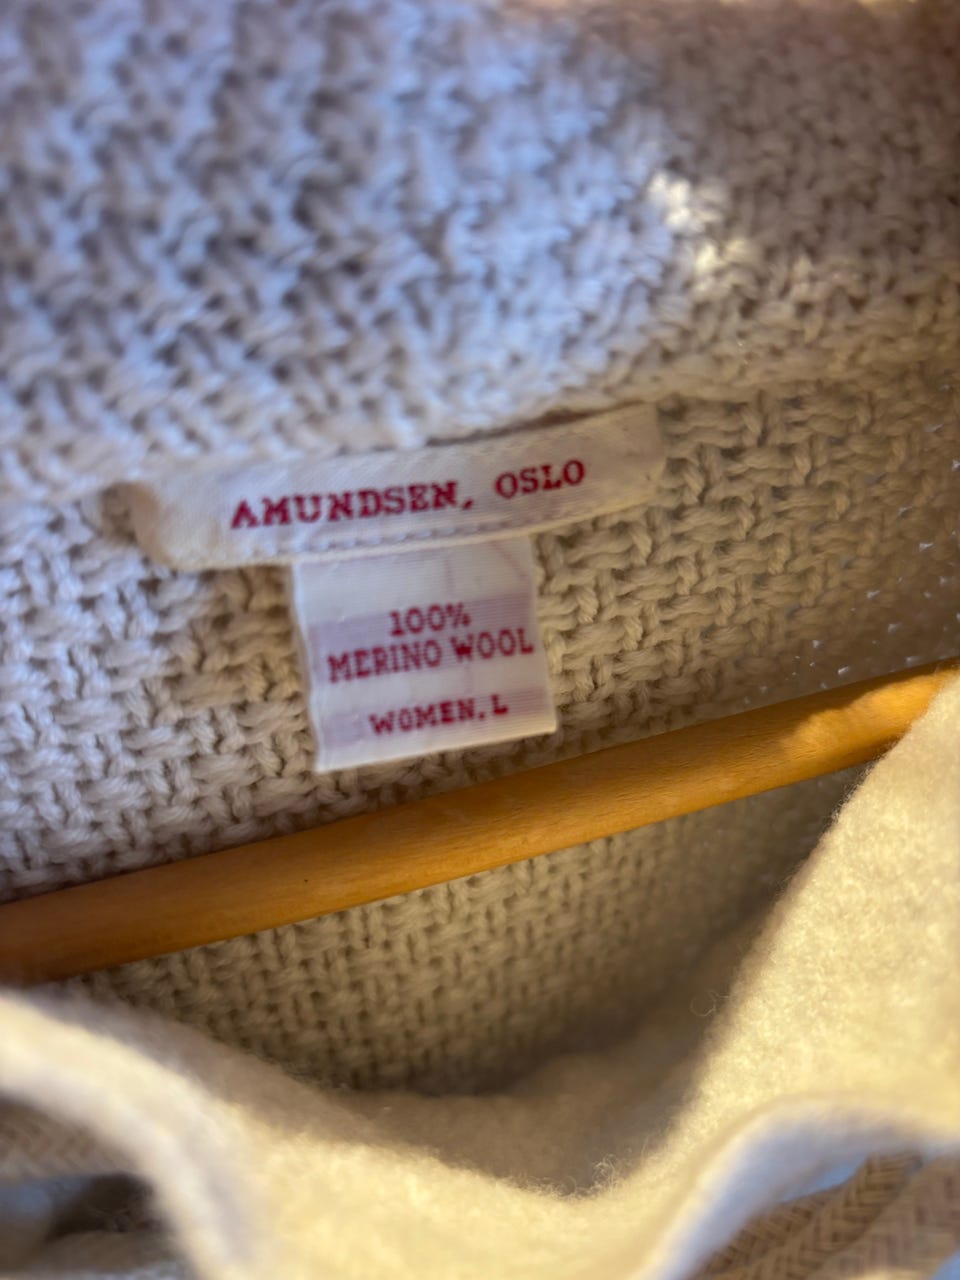 AMUNDSEN, OSLO
100%
MERINO WOOL
WOMEN. L